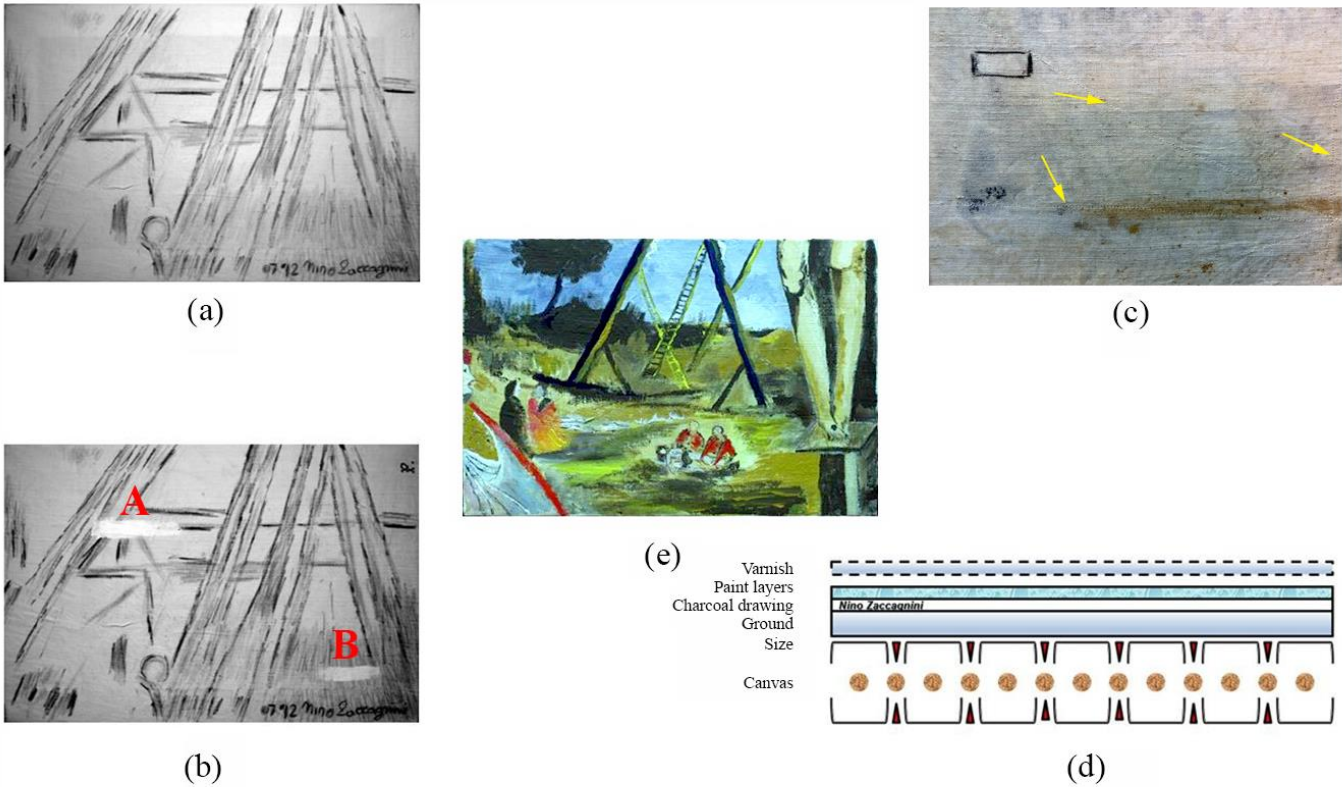 (a)
07.92 Nino Zaccagnini
A
B
07.92 Nino Zaccagnini
(b)
(c)
(e)
Varnish
Paint layers
Charcoal drawing
Nino Zaccagnini
Ground
Size
Canvas
(d)